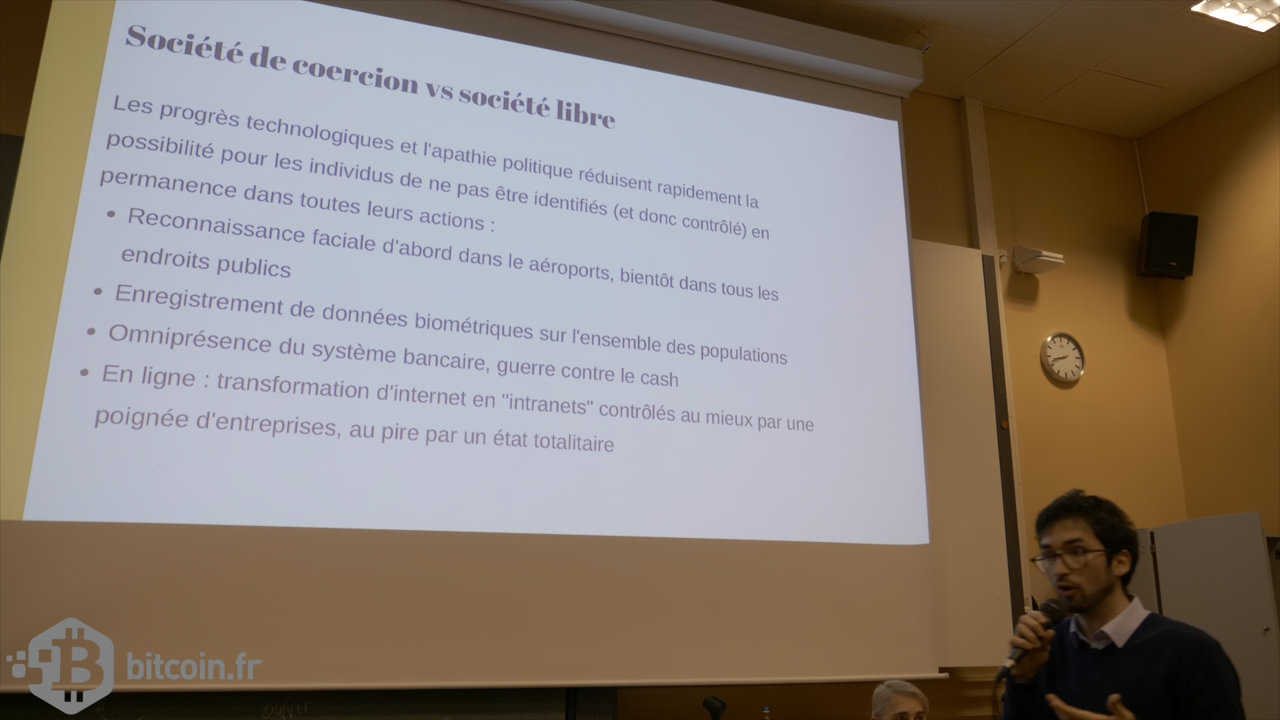 Société de coercion vs société libre
Les progrès technologiques et l'apathie politique réduisent rapidement la
possibilité pour les individus de ne pas être identifiés (et donc contrôlé) en
permanence dans toutes leurs actions :
• Reconnaissance faciale d'abord dans le aéroports, bientôt dans tous les
endroits publics
• Enregistrement de données biométriques sur l'ensemble des populations
• Omniprésence du système bancaire, guerre contre le cash
• En ligne : transformation d'internet en "intranets" contrôlés au mieux par une
poignée d'entreprises, au pire par un état totalitaire
bitcoin.fr